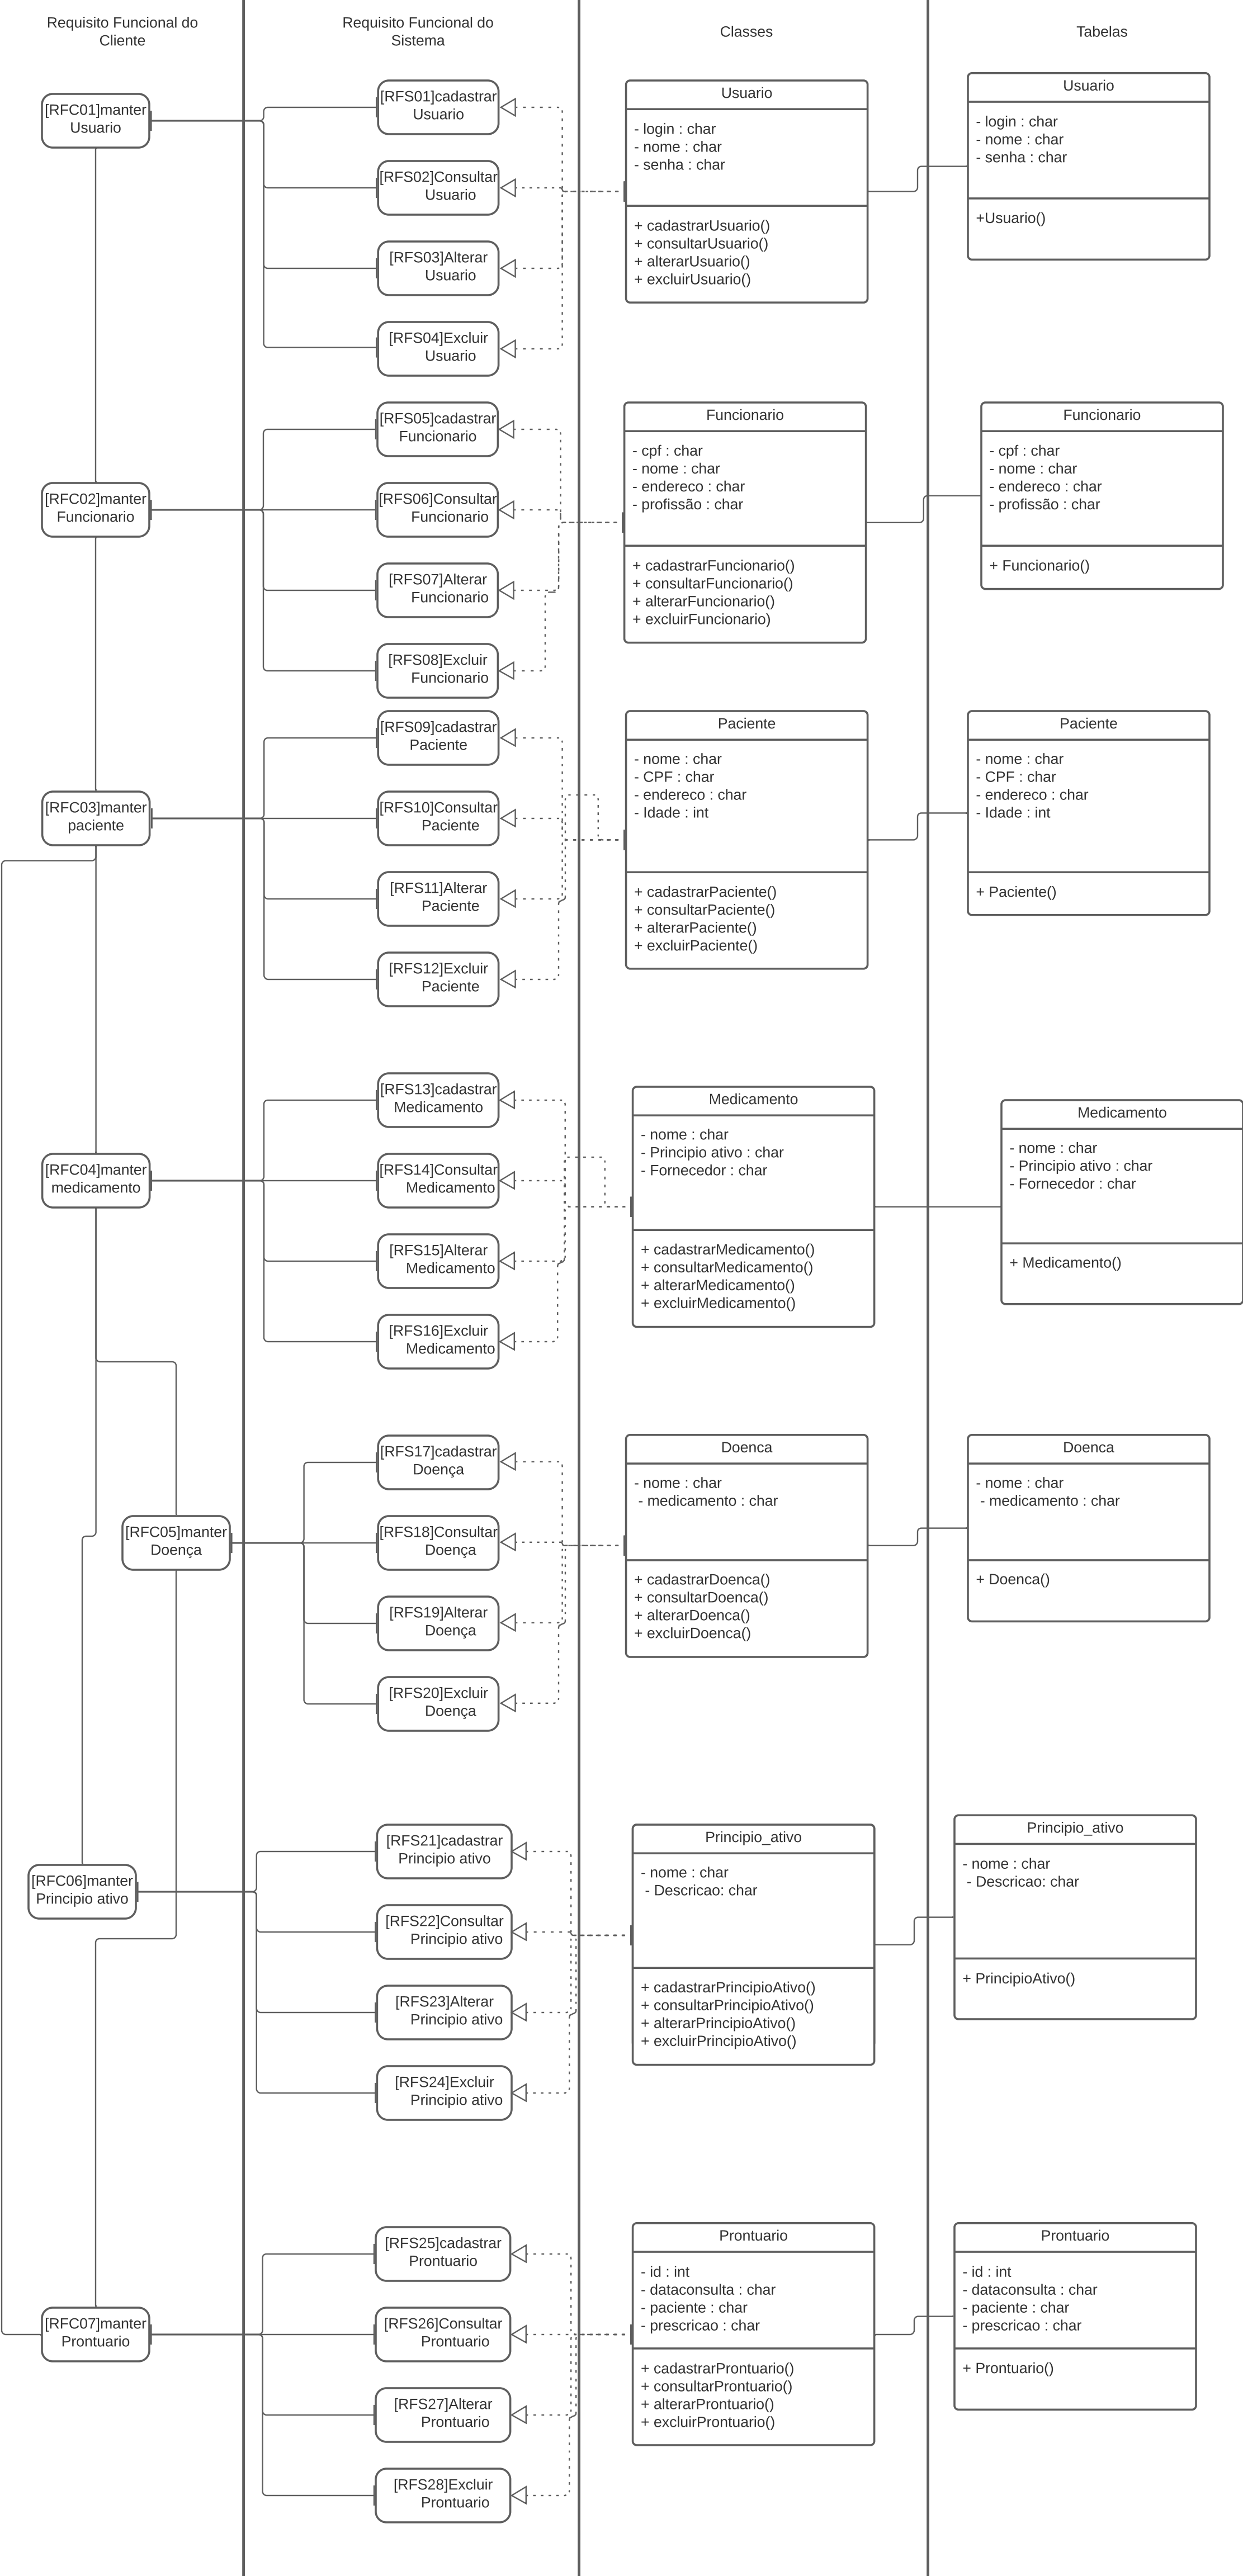 Requisito Funcional do
Cliente
Requisito Funcional do
Sistema
Classes
Tabelas
[RFC01]manter
Usuario
[RFS01]cadastrar
Usuario
[RFS02]Consultar
Usuario
[RFS03]Alterar
Usuario
[RFS04]Excluir
Usuario
Usuario
- login : char
- nome : char
- senha : char
+ cadastrarUsuario()
+ consultarUsuario()
+ alterarUsuario()
+ excluirUsuario()
Usuario
- login : char
- nome : char
- senha : char
+Usuario()
[RFC02]manter
Funcionario
[RFS05]cadastrar
Funcionario
[RFS06]Consultar
Funcionario
[RFS07]Alterar
Funcionario
[RFS08]Excluir
Funcionario
Funcionario
- cpf : char
- nome : char
- endereco : char
- profissão : char
+ cadastrarFuncionario()
+ consultarFuncionario()
+ alterarFuncionario()
+ excluirFuncionario)
Funcionario
- cpf : char
- nome : char
- endereco : char
- profissão : char
+ Funcionario()
[RFC03]manter
paciente
[RFS09]cadastrar
Paciente
[RFS10]Consultar
Paciente
[RFS11]Alterar
Paciente
[RFS12]Excluir
Paciente
Paciente
- nome : char
- CPF : char
- endereco : char
- Idade : int
+ cadastrarPaciente()
+ consultarPaciente()
+ alterarPaciente()
+ excluirPaciente()
Paciente
- nome : char
- CPF : char
- endereco : char
- Idade : int
+ Paciente()
[RFC04]manter
medicamento
[RFS13]cadastrar
Medicamento
[RFS14]Consultar
Medicamento
[RFS15]Alterar
Medicamento
[RFS16]Excluir
Medicamento
Medicamento
- nome : char
- Principio ativo : char
- Fornecedor : char
+ cadastrarMedicamento()
+ consultarMedicamento()
+ alterarMedicamento()
+ excluirMedicamento()
Medicamento
- nome : char
- Principio ativo : char
- Fornecedor : char
+ Medicamento()
[RFC05]manter
Doença
[RFS17]cadastrar
Doença
[RFS18]Consultar
Doença
[RFS19]Alterar
Doença
[RFS20]Excluir
Doença
Doenca
- nome : char
- medicamento : char
+ cadastrarDoenca()
+ consultarDoenca()
+ alterarDoenca()
+ excluirDoenca()
Doenca
- nome : char
- medicamento : char
+ Doenca()
[RFC06]manter
Principio ativo
[RFS21]cadastrar
Principio ativo
[RFS22]Consultar
Principio ativo
[RFS23]Alterar
Principio ativo
[RFS24]Excluir
Principio ativo
Principio_ativo
- nome : char
- Descricao: char
+ cadastrarPrincipioAtivo()
+ consultarPrincipioAtivo()
+ alterarPrincipioAtivo()
+ excluirPrincipioAtivo()
Principio_ativo
- nome : char
- Descricao: char
+ PrincipioAtivo()
[RFC07]manter
Prontuario
[RFS25]cadastrar
Prontuario
[RFS26]Consultar
Prontuario
[RFS27]Alterar
Prontuario
[RFS28]Excluir
Prontuario
Prontuario
- id : int
- dataconsulta : char
- paciente : char
- prescricao : char
+ cadastrarProntuario()
+ consultarProntuario()
+ alterarProntuario()
+ excluirProntuario()
Prontuario
- id : int
- dataconsulta : char
- paciente : char
- prescricao : char
+ Prontuario()